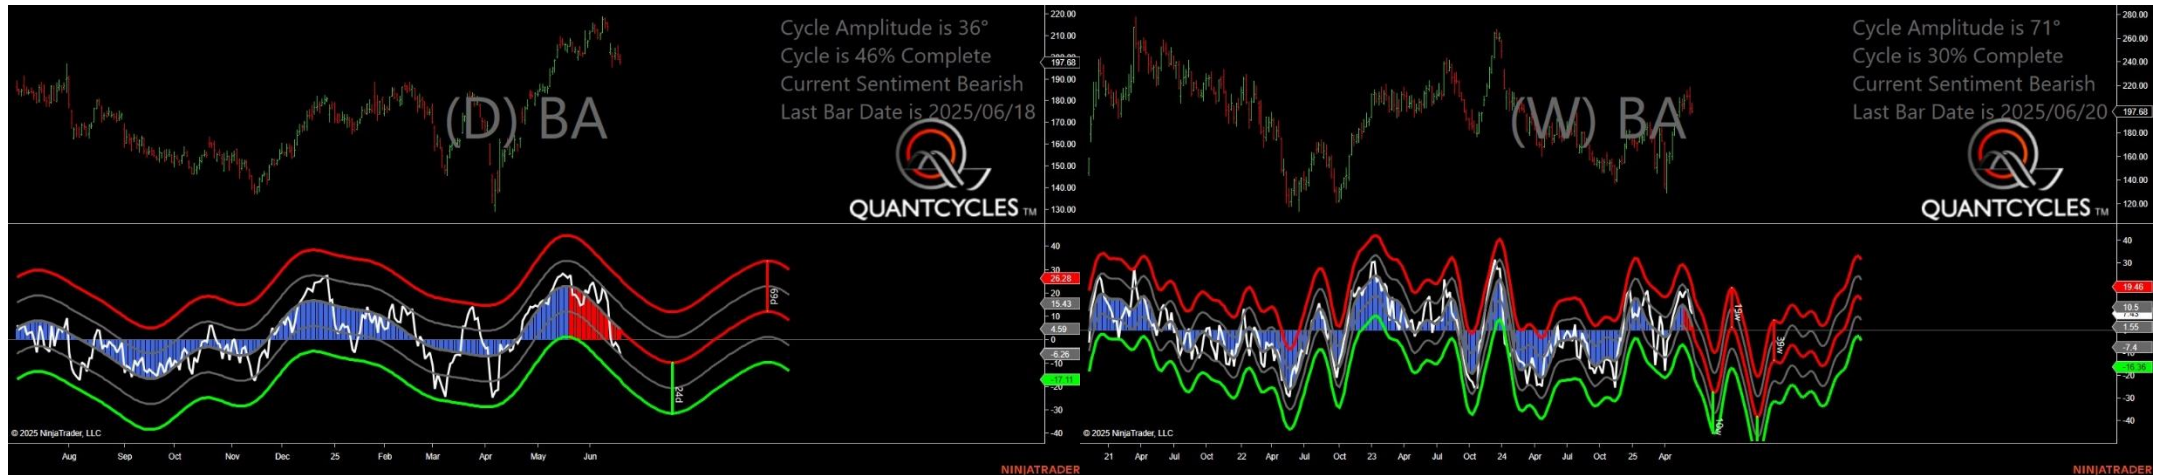 Cycle Amplitude is 36°
Cycle is 46% Complete
Current Sentiment Bearish
Last Bar Date is 2025/06/18
(D) BA
QUANTCYCLES TM
220.00
210.00
197.68
190.00
180.00
170.00
160.00
150.00
140.00
130.00
40
30
26.28
15.43
10
4.59
0
-6.26
-10
-17.11
-20
-30
-40
69d
24d
© 2025 NinjaTrader, LLC
Aug Sep Oct Nov Dec 25 Feb Mar Apr May Jun
NINJATRADER
Cycle Amplitude is 71°
Cycle is 30% Complete
Current Sentiment Bearish
Last Bar Date is 2025/06/20
(W) BA
QUANTCYCLES TM
280.00
260.00
240.00
220.00
197.68
180.00
160.00
140.00
120.00
40
30
19.46
10.5
1.55
-7.4
-16.36
-20
-30
-40
19w
39w
10w
© 2025 NinjaTrader, LLC
21 Apr Jul Oct 22 Apr Jul Oct 23 Apr Jul Oct 24 Apr Jul Oct 25 Apr
NINJATRADER